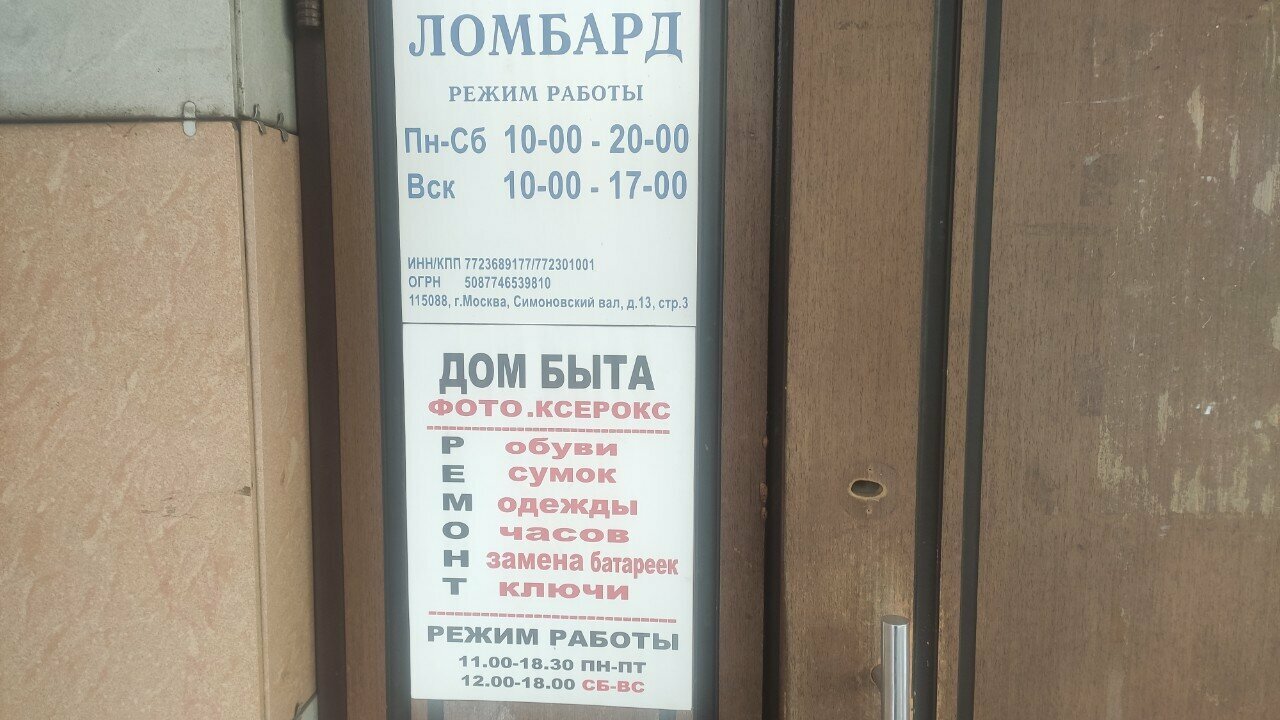 ЛОМБАРД
РЕЖИМ РАБОТЫ
Пн-Сб 10-00 - 20-00
Вск 10-00 - 17-00
ИНН/КПП 7723689177/772301001
ОГРН 5087746539810
115088, г.Москва, Симоновский вал, д.13, стр.3
ДОМ БЫТА
ФОТО.КСЕРОКС
РЕМОНТ
обуви
сумок
одежды
часов
замена батареек
ключи
РЕЖИМ РАБОТЫ
11.00-18.30 ПН-ПТ
12.00-18.00 СБ-ВС